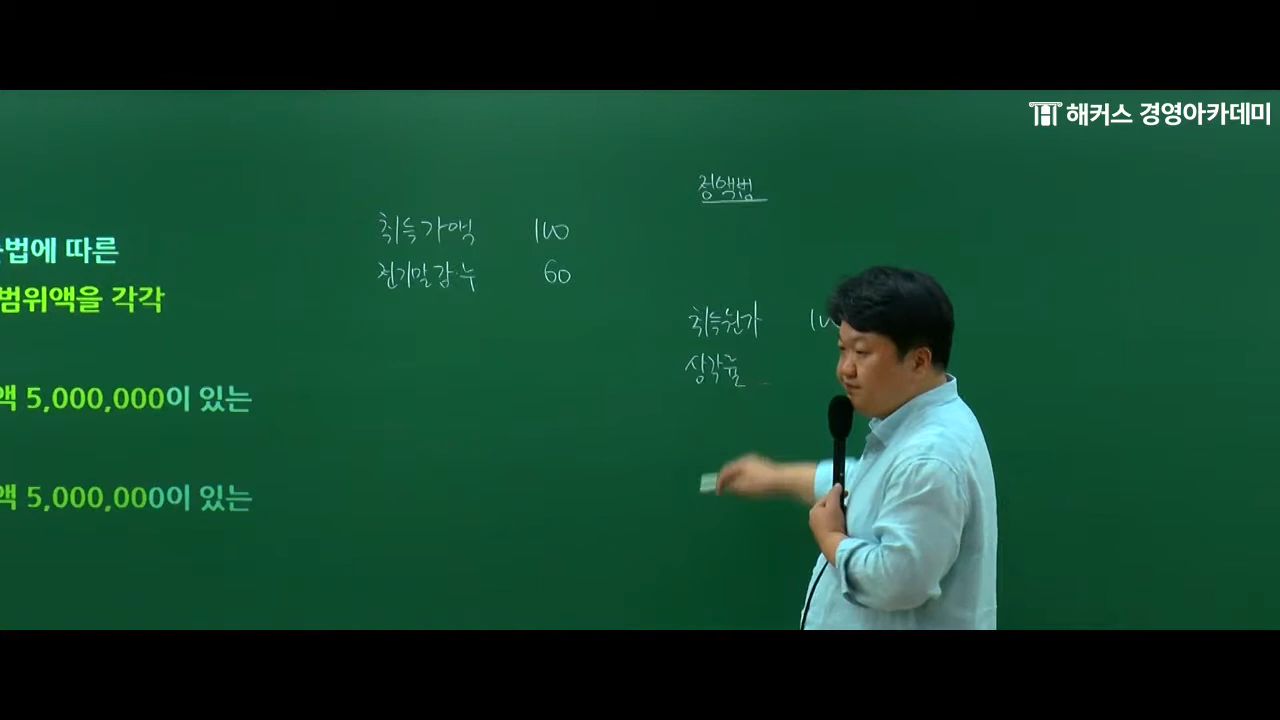 해커스 경영아카데미
법에 따른
범위액을 각각
액 5,000,000이 있는
액 5,000,000이 있는
취득가액 100
전기말감·누 60
정액법
취득원가
상각률